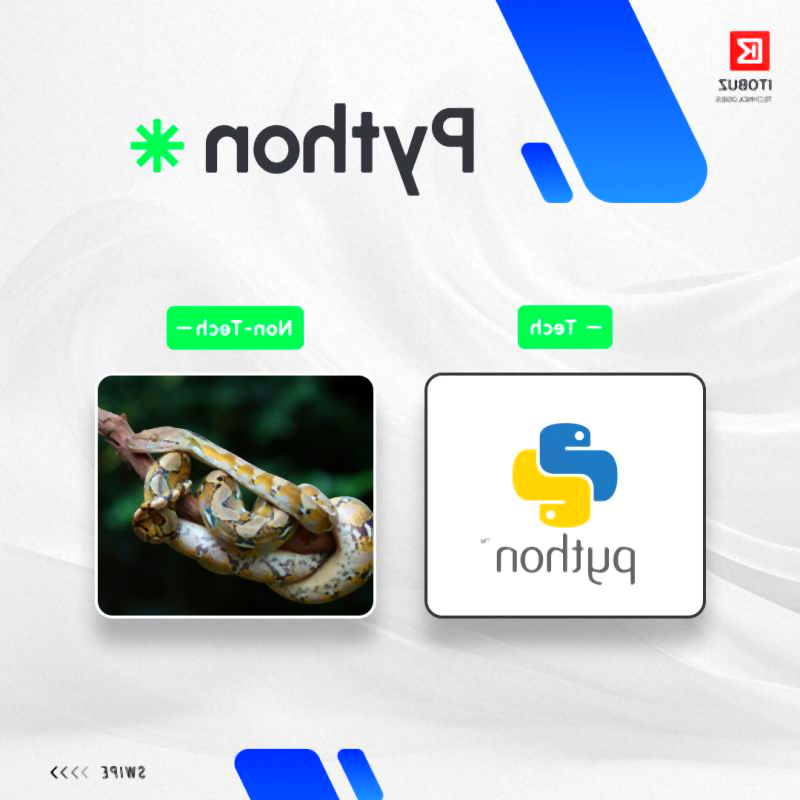 ITOBUZ
TECHNOLOGIES
Python *
– Tech
Non-Tech –
python™
SWIPE >>>>